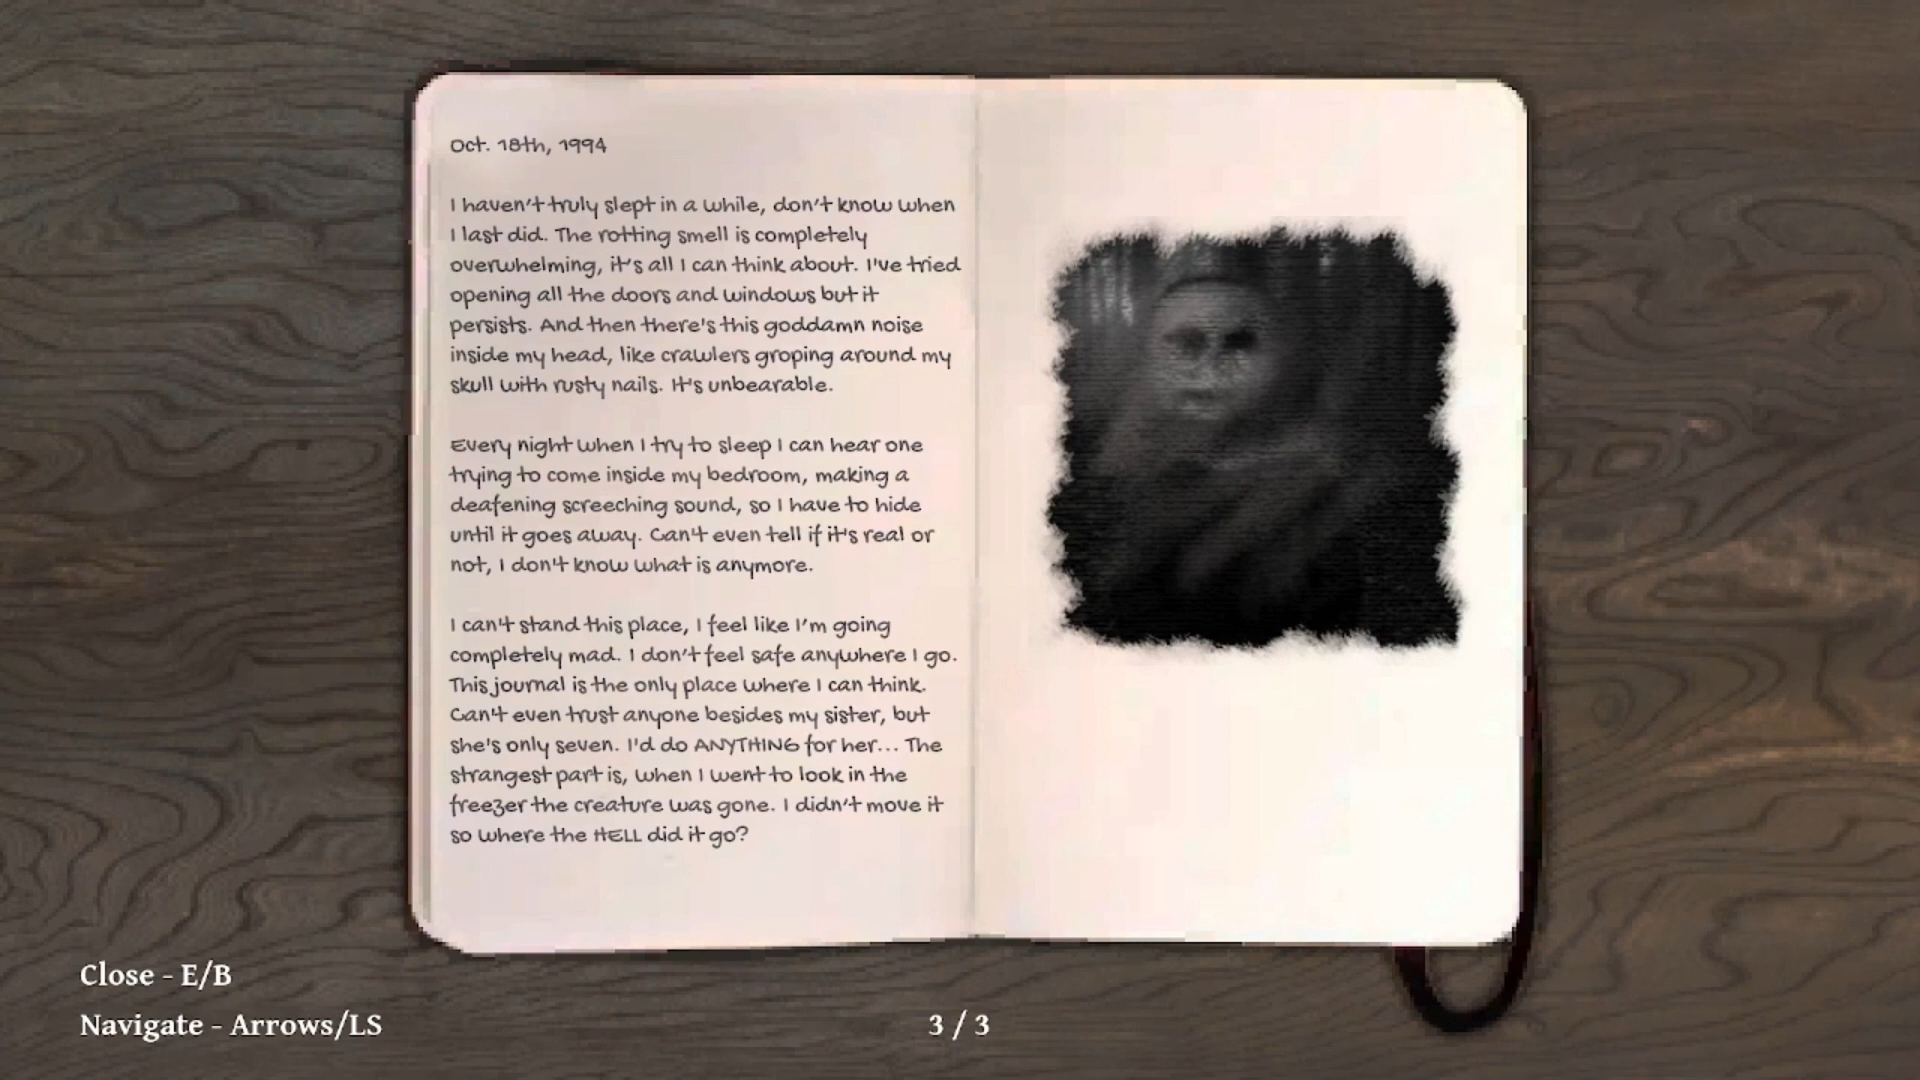 Oct. 18th, 1994
I haven't truly slept in a while, don't know when
I last did. The rotting smell is completely
overwhelming, it's all I can think about. I've tried
opening all the doors and windows but it
persists. And then there's this goddamn noise
inside my head, like crawlers groping around my
skull with rusty nails. It's unbearable.
Every night when I try to sleep I can hear one
trying to come inside my bedroom, making a
deafening screeching sound, so I have to hide
until it goes away. Can't even tell if it's real or
not, I don't know what is anymore.
I can't stand this place, I feel like I'm going
completely mad. I don't feel safe anywhere I go.
This journal is the only place where I can think.
Can't even trust anyone besides my sister, but
she's only seven. I'd do ANYTHING for her... The
strangest part is, when I went to look in the
freezer the creature was gone. I didn't move it
so where the HELL did it go?
Close - E/B
Navigate - Arrows/LS
3 / 3